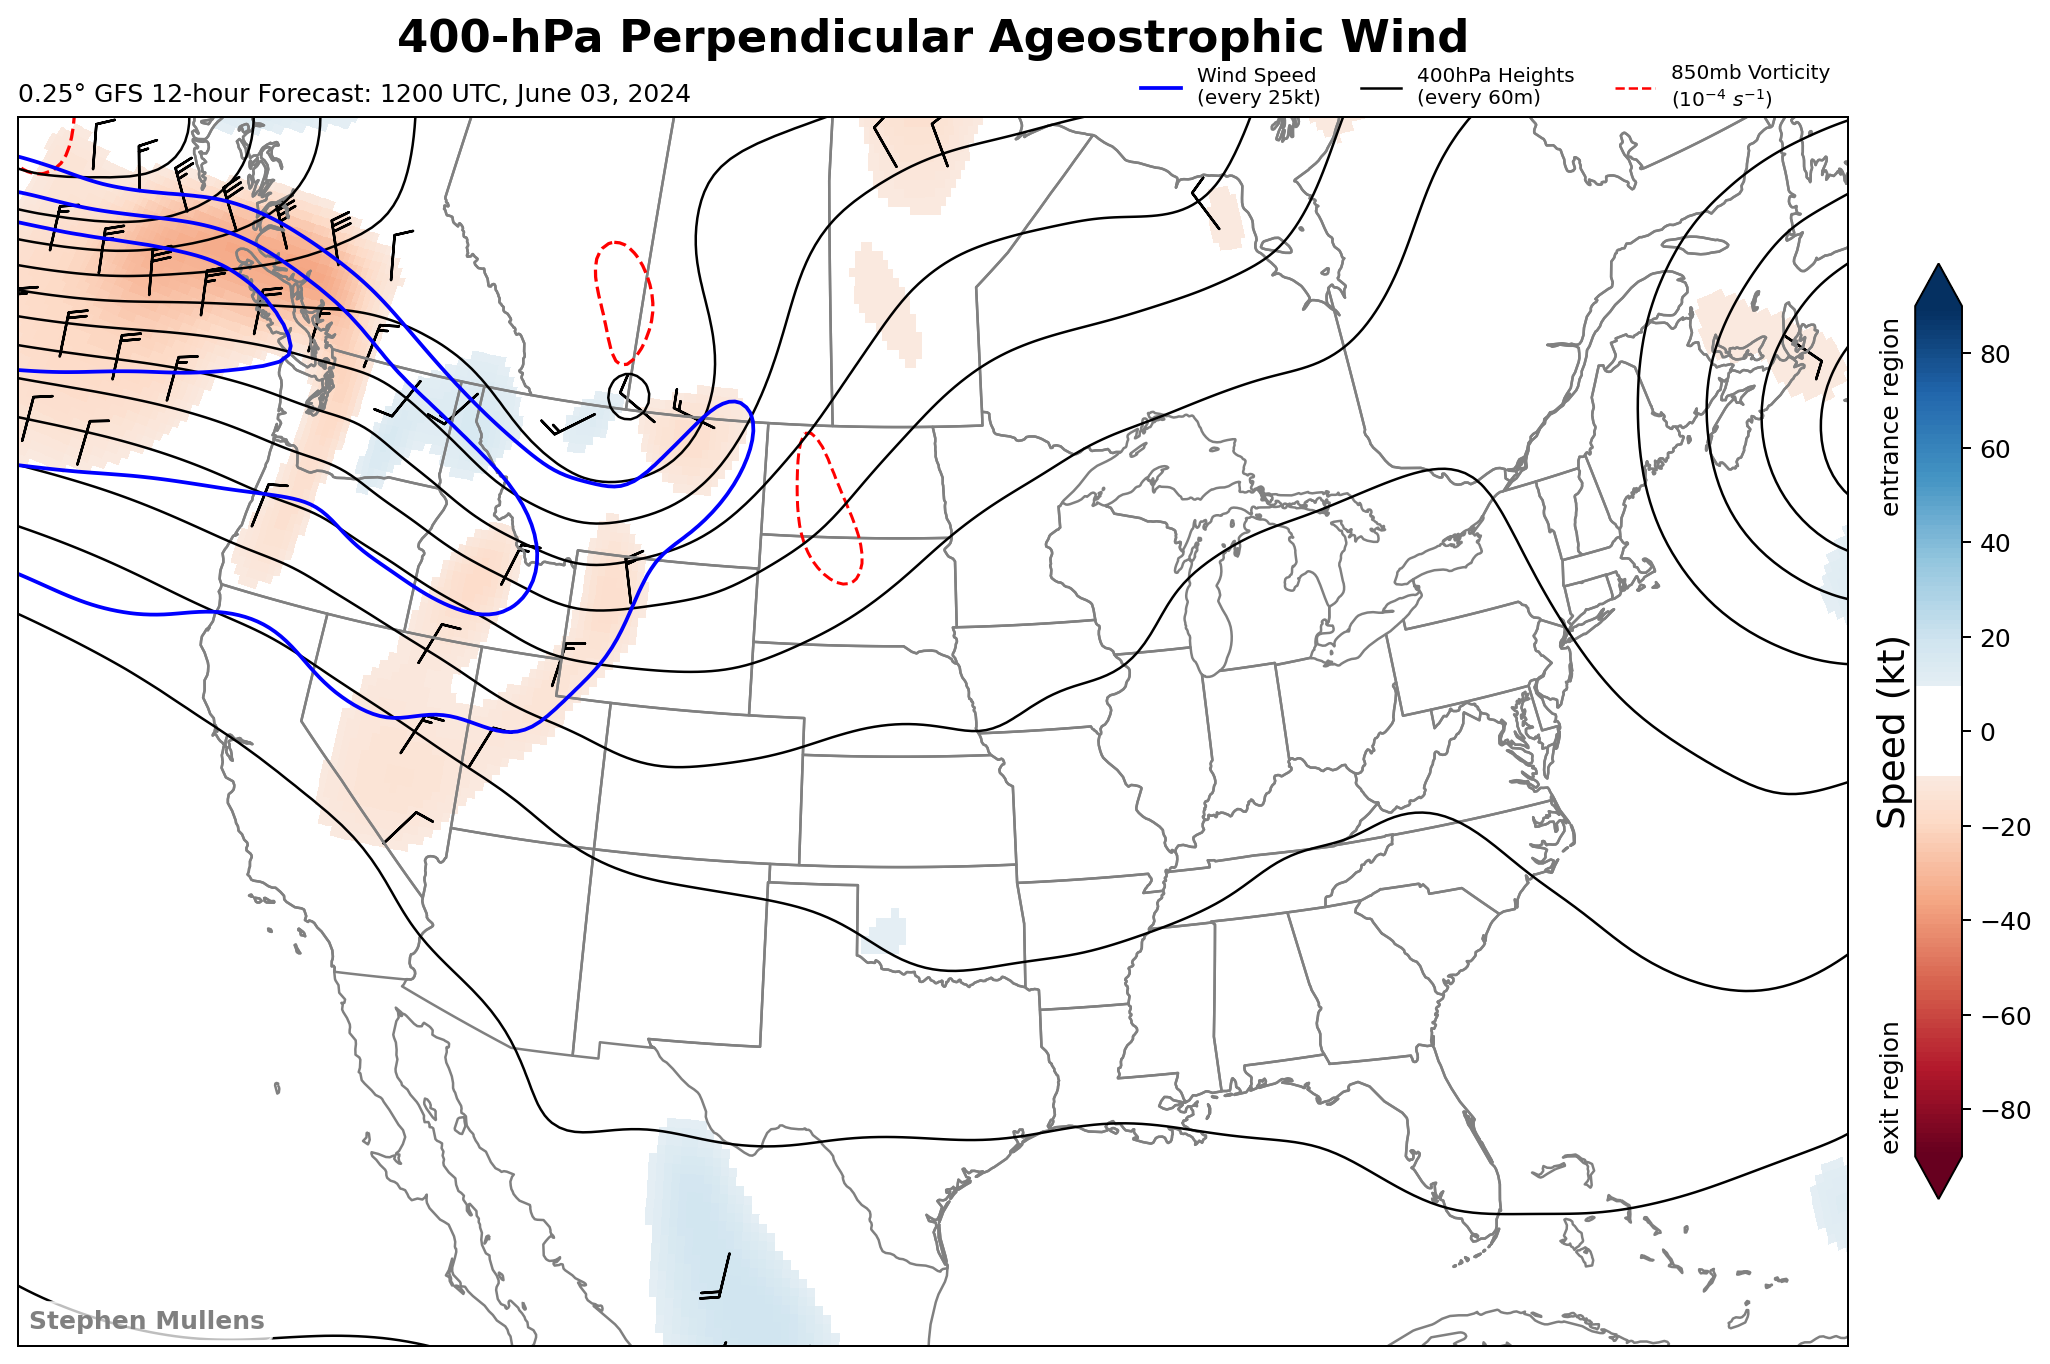 400-hPa Perpendicular Ageostrophic Wind
0.25° GFS 12-hour Forecast: 1200 UTC, June 03, 2024
Wind Speed
(every 25kt)
400hPa Heights
(every 60m)
850mb Vorticity
(10⁻⁴ s⁻¹)
entrance region
Speed (kt)
exit region
80
60
40
20
0
−20
−40
−60
−80
Stephen Mullens